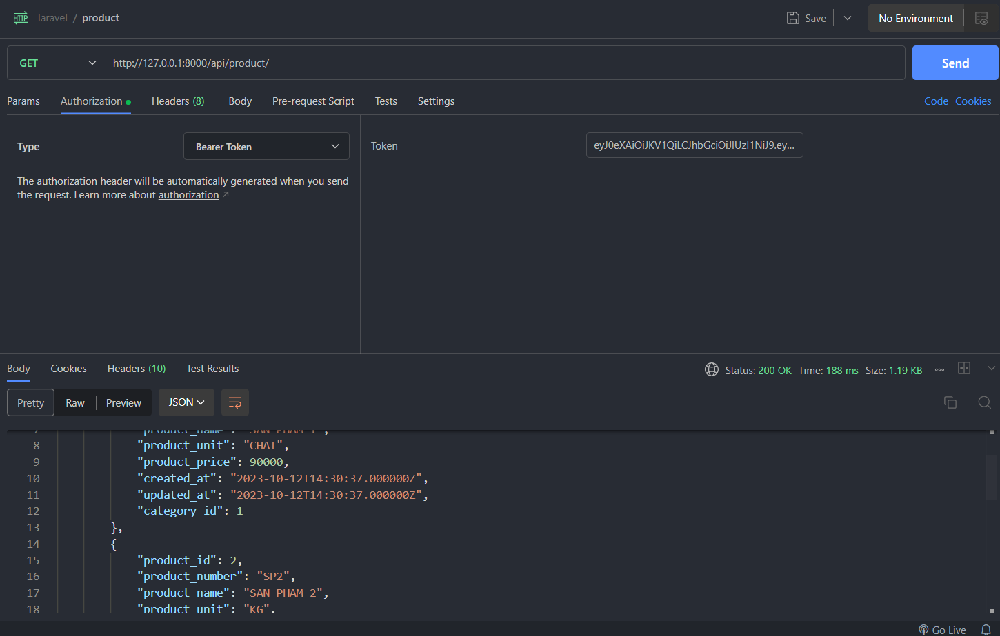 HTTP laravel / product Save No Environment
GET http://127.0.0.1:8000/api/product/ Send
Params Authorization Headers (8) Body Pre-request Script Tests Settings Code Cookies
Type Bearer Token Token eyJ0eXAiOiJKV1QiLCJhbGciOiJIUzI1NiJ9.ey...
The authorization header will be automatically generated when you send
the request. Learn more about authorization
Body Cookies Headers (10) Test Results Status: 200 OK Time: 188 ms Size: 1.19 KB
Pretty Raw Preview JSON
7 "product_name": "SAN PHAM 1",
8 "product_unit": "CHAI",
9 "product_price": 90000,
10 "created_at": "2023-10-12T14:30:37.000000Z",
11 "updated_at": "2023-10-12T14:30:37.000000Z",
12 "category_id": 1
13 },
14 {
15 "product_id": 2,
16 "product_number": "SP2",
17 "product_name": "SAN PHAM 2",
18 "product_unit": "KG",
Go Live